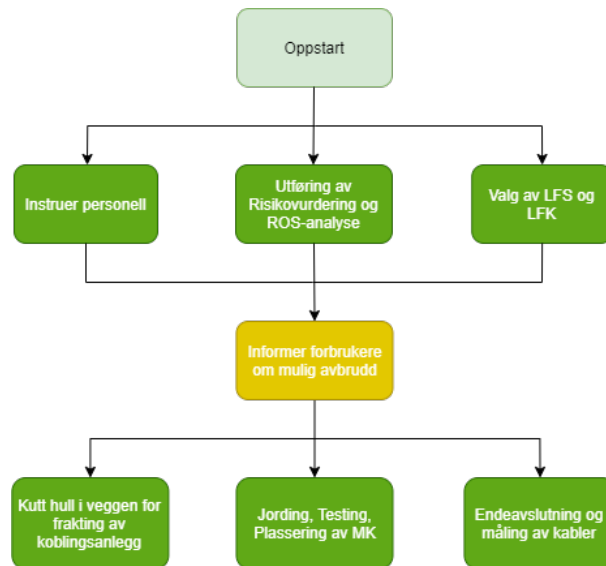 Oppstart
Instruer personell
Utføring av
Risikovurdering og
ROS-analyse
Valg av LFS og
LFK
Informer forbrukere
om mulig avbrudd
Kutt hull i veggen for
frakting av
koblingsanlegg
Jording, Testing,
Plassering av MK
Endeavslutning og
måling av kabler